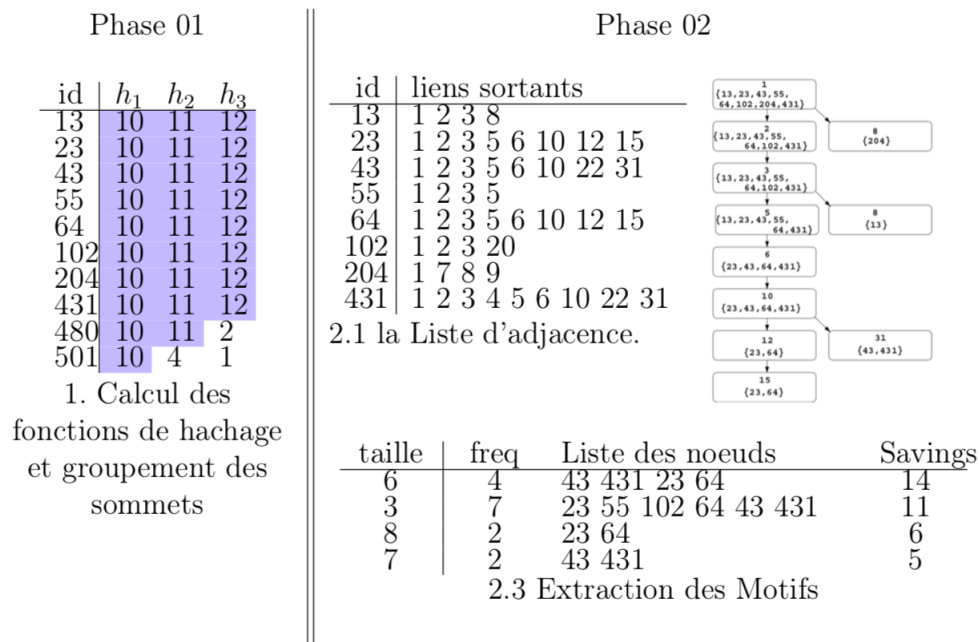 Phase 01
id h1 h2 h3
13 10 11 12
23 10 11 12
43 10 11 12
55 10 11 12
64 10 11 12
102 10 11 12
204 10 11 12
431 10 11 12
480 10 11 2
501 10 4 1
1. Calcul des
fonctions de hachage
et groupement des
sommets
Phase 02
id liens sortants
13 1 2 3 8
23 1 2 3 5 6 10 12 15
43 1 2 3 5 6 10 22 31
55 1 2 3 5
64 1 2 3 5 6 10 12 15
102 1 2 3 20
204 1 7 8 9
431 1 2 3 4 5 6 10 22 31
2.1 la Liste d'adjacence.
1
{13,23,43,55,
64,102,204,431}
2
{13,23,43,55,
64,102,431}
8
{204}
3
{13,23,43,55,
64,102,431}
5
{13,23,43,55,
64,431}
8
{13}
6
{23,43,64,431}
10
{23,43,64,431}
12
{23,64}
31
{43,431}
15
{23,64}
taille freq Liste des noeuds Savings
6 4 43 431 23 64 14
3 7 23 55 102 64 43 431 11
8 2 23 64 6
7 2 43 431 5
2.3 Extraction des Motifs